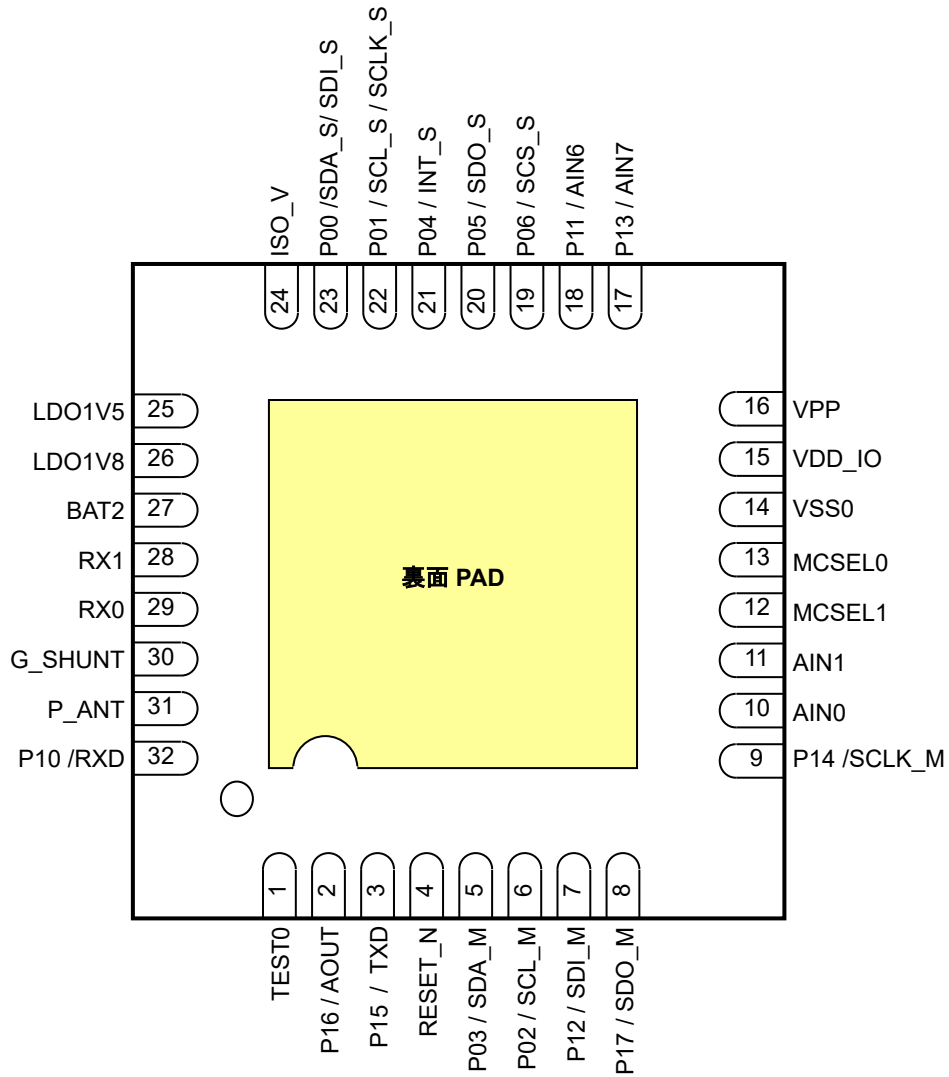 ISO_V
P00 /SDA_S/ SDI_S
P01 / SCL_S / SCLK_S
P04 / INT_S
P05 / SDO_S
P06 / SCS_S
P11 / AIN6
P13 / AIN7
24
23
22
21
20
19
18
17
LDO1V5 25
LDO1V8 26
BAT2 27
RX1 28
RX0 29
G_SHUNT 30
P_ANT 31
P10 /RXD 32
裏面 PAD
16 VPP
15 VDD_IO
14 VSS0
13 MCSEL0
12 MCSEL1
11 AIN1
10 AIN0
9 P14 /SCLK_M
1
2
3
4
5
6
7
8
TEST0
P16 / AOUT
P15 / TXD
RESET_N
P03 / SDA_M
P02 / SCL_M
P12 / SDI_M
P17 / SDO_M